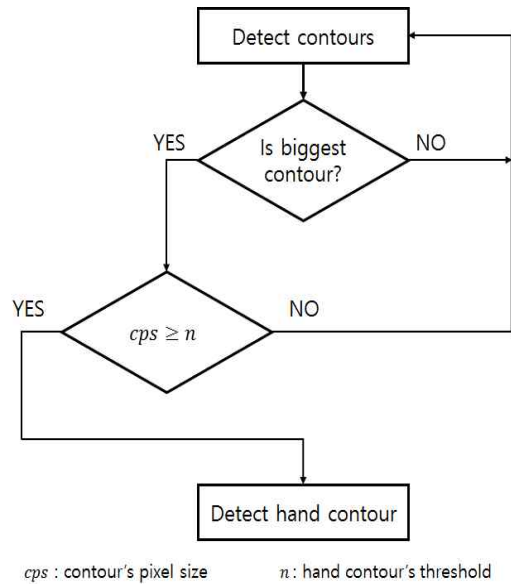 Detect contours
YES
Is biggest
contour?
NO
YES
cps ≥ n
NO
Detect hand contour
cps : contour's pixel size
n : hand contour's threshold